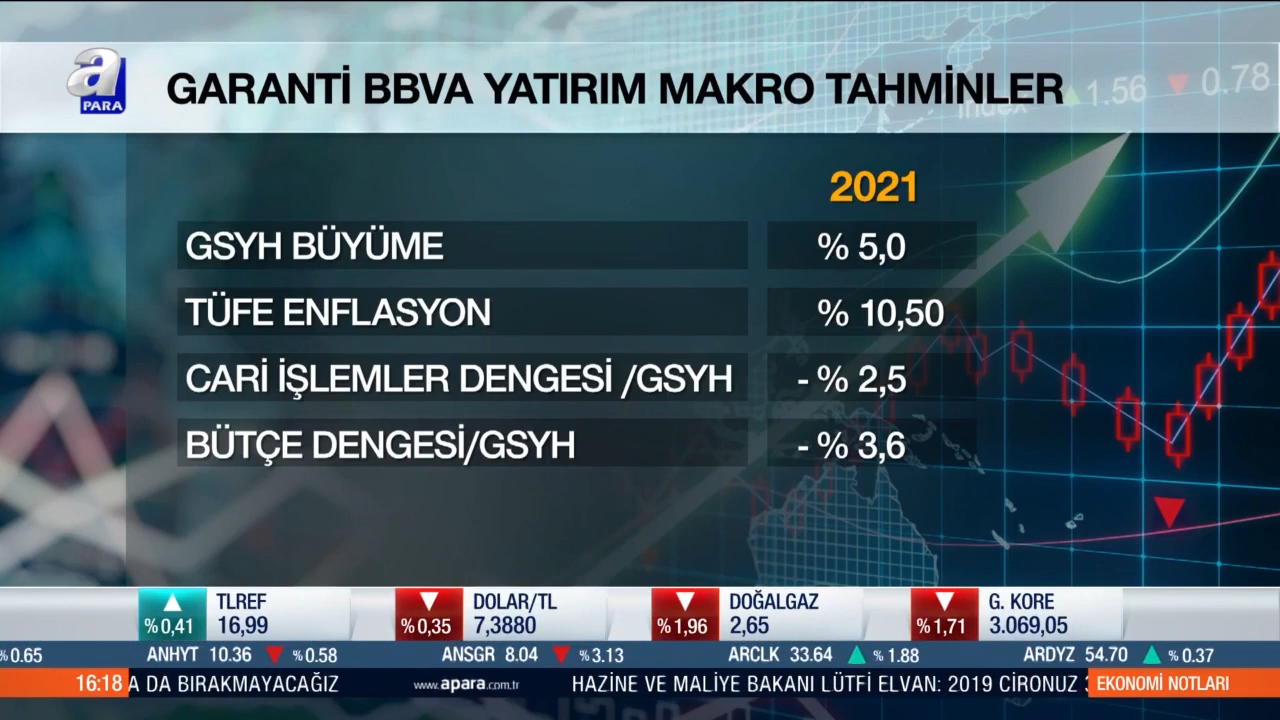 a PARA
GARANTİ BBVA YATIRIM MAKRO TAHMİNLER
Index 1.56 0.78
2021
GSYH BÜYÜME % 5,0
TÜFE ENFLASYON % 10,50
CARİ İŞLEMLER DENGESİ /GSYH - % 2,5
BÜTÇE DENGESİ/GSYH - % 3,6
TLREF DOLAR/TL DOĞALGAZ G. KORE
% 0,41 16,99 % 0,35 7,3880 % 1,96 2,65 % 1,71 3.069,05
% 0.65 ANHYT 10.36 % 0.58 ANSGR 8.04 % 3.13 ARCLK 33.64 % 1.88 ARDYZ 54.70 % 0.37
16:18 A DA BIRAKMAYACAĞIZ www.apara.com.tr HAZİNE VE MALİYE BAKANI LÜTFİ ELVAN: 2019 CİRONUZ EKONOMİ NOTLARI